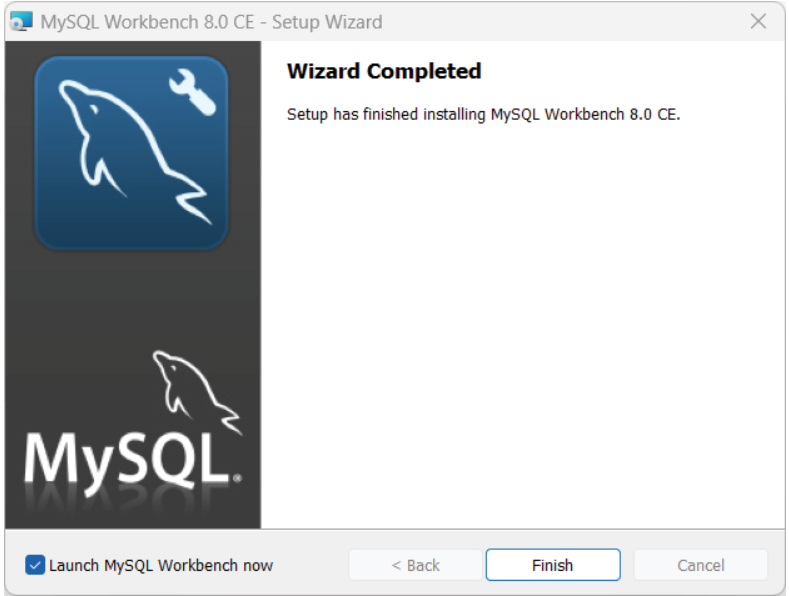 MySQL Workbench 8.0 CE - Setup Wizard
Wizard Completed
Setup has finished installing MySQL Workbench 8.0 CE.
MySQL®
Launch MySQL Workbench now
< Back
Finish
Cancel